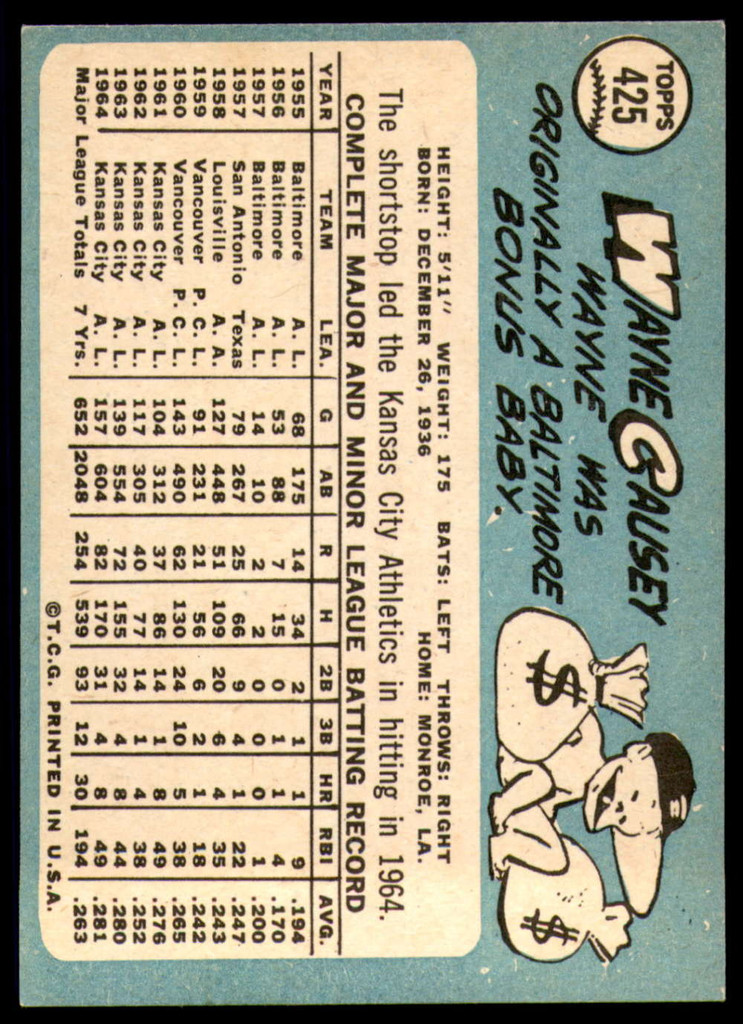 TOPPS
425
WAYNE CAUSEY
WAYNE WAS
ORIGINALLY A BALTIMORE
BONUS BABY.
$
$
HEIGHT: 5'11" WEIGHT: 175 BATS: LEFT THROWS: RIGHT
BORN: DECEMBER 26, 1936 HOME: MONROE, LA.
The shortstop led the Kansas City Athletics in hitting in 1964.
COMPLETE MAJOR AND MINOR LEAGUE BATTING RECORD
YEAR TEAM LEA. G AB R H 2B 3B HR RBI AVG.
1955 Baltimore A. L. 68 175 14 34 2 1 1 9 .194
1956 Baltimore A. L. 53 88 7 15 0 1 1 4 .170
1957 Baltimore A. L. 14 10 2 2 0 0 0 1 .200
1957 San Antonio Texas 79 267 25 66 9 4 1 22 .247
1958 Louisville A. A. 127 448 51 109 20 6 4 35 .243
1959 Vancouver P. C. L. 91 231 21 56 6 2 1 18 .242
1960 Vancouver P. C. L. 143 490 62 130 24 10 5 38 .265
1961 Kansas City A. L. 104 312 37 86 14 1 8 49 .276
1962 Kansas City A. L. 117 305 40 77 14 1 4 38 .252
1963 Kansas City A. L. 139 554 72 155 32 4 8 44 .280
1964 Kansas City A. L. 157 604 82 170 31 4 8 49 .281
Major League Totals 7 Yrs. 652 2048 254 539 93 12 30 194 .263
©T.C.G. PRINTED IN U.S.A.